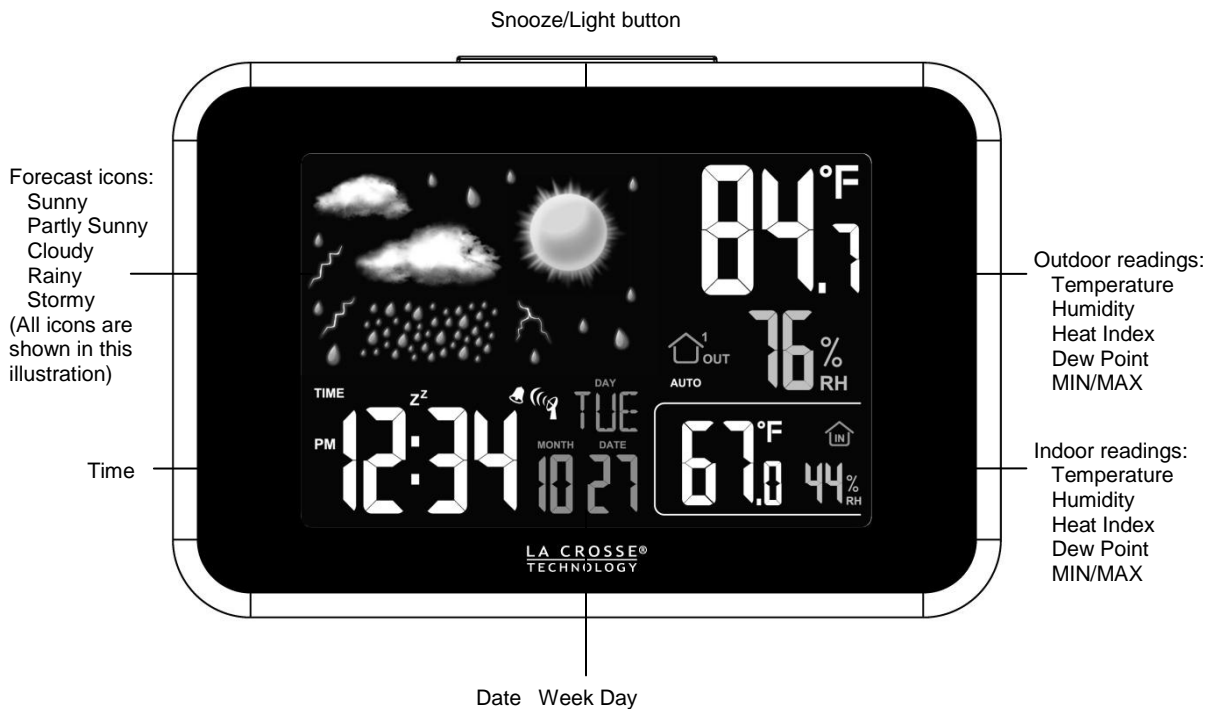 Snooze/Light button
Forecast icons:
Sunny
Partly Sunny
Cloudy
Rainy
Stormy
(All icons are
shown in this
illustration)
Time
84.7 °F
1
OUT
AUTO
76 % RH
TIME
Zz
PM
12:34
DAY
TUE
MONTH
DATE
10
27
67.0 °F
IN
44 % RH
LA CROSSE®
TECHNOLOGY
Outdoor readings:
Temperature
Humidity
Heat Index
Dew Point
MIN/MAX
Indoor readings:
Temperature
Humidity
Heat Index
Dew Point
MIN/MAX
Date Week Day